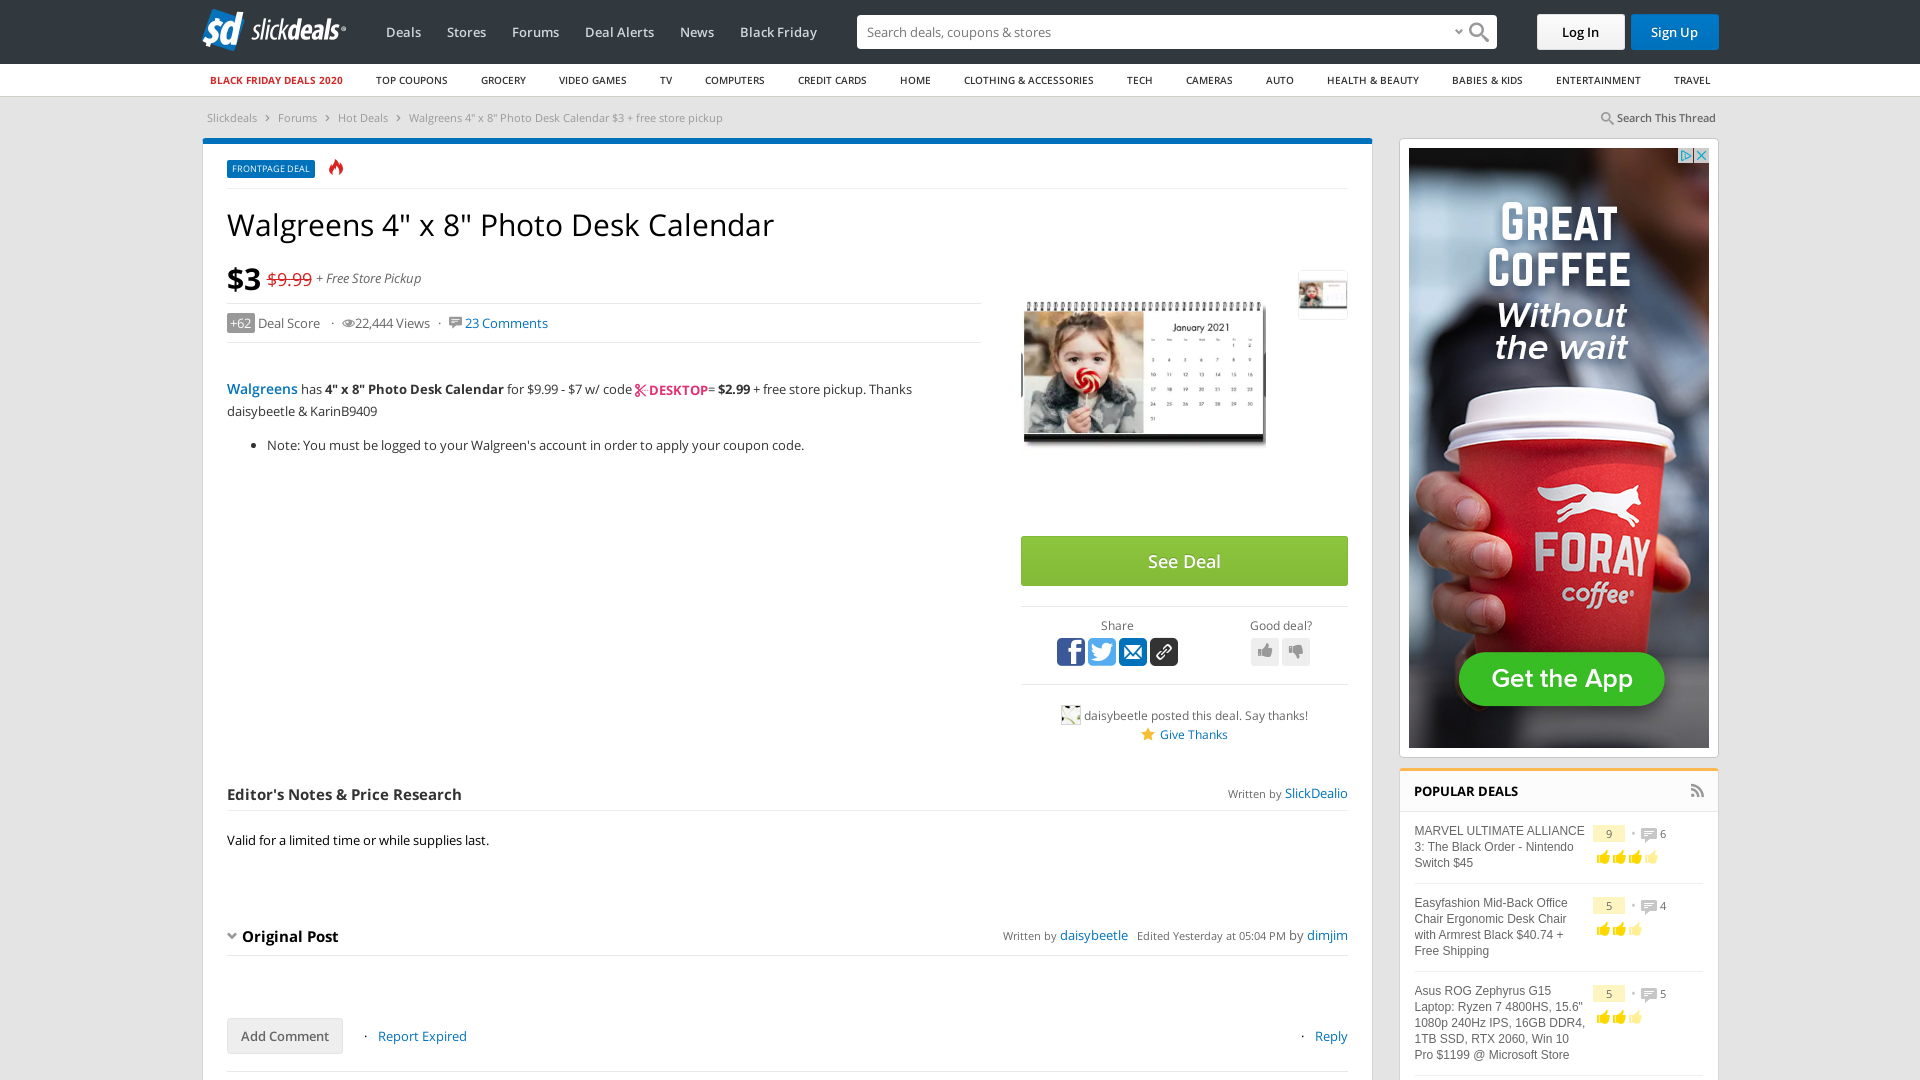 sd slickdeals
Deals
Stores
Forums
Deal Alerts
News
Black Friday
Search deals, coupons & studies
Log In
Sign Up
BLACK FRIDAY DEALS 2020
TOP COUPONS
GROCERY
VIDEO GAMES
TV
COMPUTERS
CREDIT CARDS
HOME
CLOTHING & ACCESSORIES
TECH
CAMERAS
AUTO
HEALTH & BEAUTY
BABIES & KIDS
ENTERTAINMENT
TRAVEL
Slickdeals › Forums › Hot Deals › Walgreens 4" x 8" Photo Desk Calendar $3 + free store pickup
Search This Thread
FRONTPAGE DEAL
Walgreens 4" x 8" Photo Desk Calendar
$3 $9.99 + Free Store Pickup
+62 Deal Score · 22,444 Views · 23 Comments
Walgreens has 4" x 8" Photo Desk Calendar for $9.99 - $7 w/ code DESKTOP= $2.99 + free store pickup. Thanks
daisybeetle & KarinB9409
• Note: You must be logged to your Walgreen's account in order to apply your coupon code.
January 2021
See Deal
Share
Good deal?
daisybeetle posted this deal. Say thanks!
Give Thanks
Editor's Notes & Price Research
Written by SlickDealio
Valid for a limited time or while supplies last.
Original Post
Written by daisybeetle Edited Yesterday at 05:04 PM by dimjim
Add Comment
· Report Expired
· Reply
GREAT
COFFEE
Without
the wait
FORAY
coffee
Get the App
POPULAR DEALS
MARVEL ULTIMATE ALLIANCE
3: The Black Order - Nintendo
Switch $45
9 • 6
Easyfashion Mid-Back Office
Chair Ergonomic Desk Chair
with Armrest Black $40.74 +
Free Shipping
5 • 4
Asus ROG Zephyrus G15
Laptop: Ryzen 7 4800HS, 15.6"
1080p 240Hz IPS, 16GB DDR4,
1TB SSD, RTX 2060, Win 10
Pro $1199 @ Microsoft Store
5 • 5